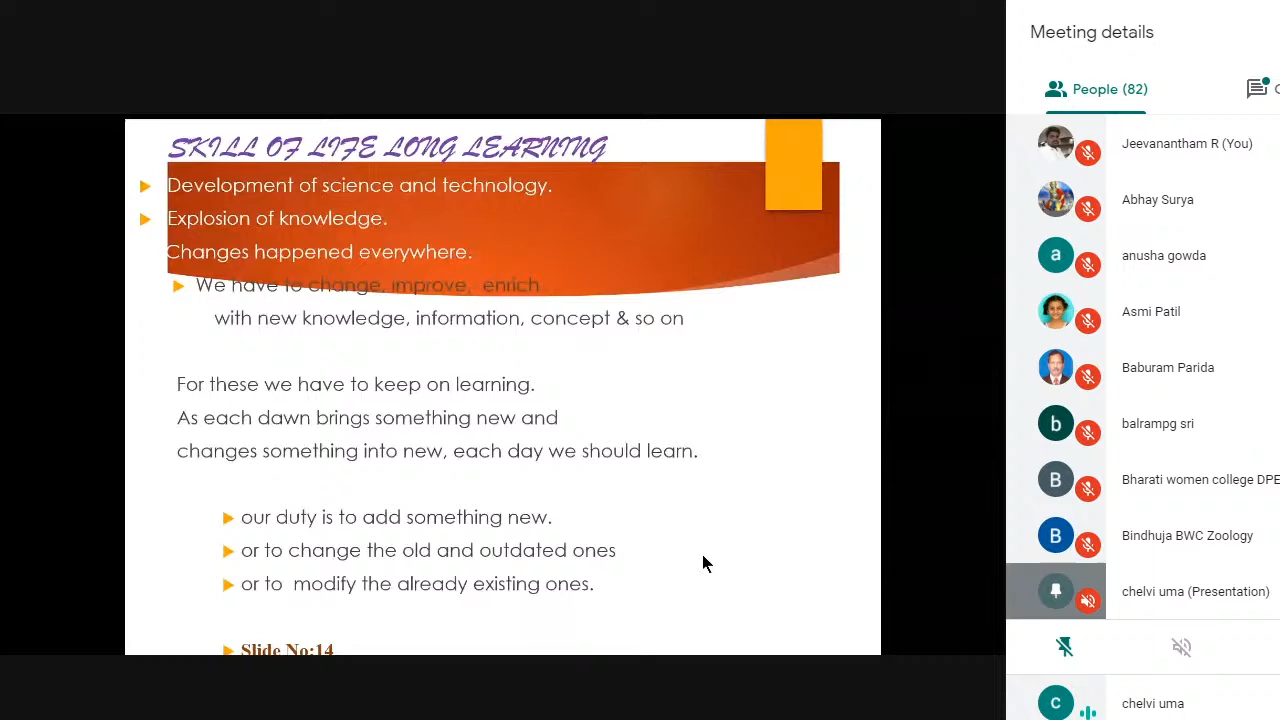 SKILL OF LIFE LONG LEARNING
Development of science and technology.
Explosion of knowledge.
Changes happened everywhere.
We have to change, improve, enrich
with new knowledge, information, concept & so on
For these we have to keep on learning.
As each dawn brings something new and
changes something into new, each day we should learn.
our duty is to add something new.
or to change the old and outdated ones
or to modify the already existing ones.
Slide No:14
Meeting details
People (82)
Jeevanantham R (You)
Abhay Surya
a
anusha gowda
Asmi Patil
Baburam Parida
b
balrampg sri
B
Bharati women college DPE
B
Bindhuja BWC Zoology
chelvi uma (Presentation)
c
chelvi uma